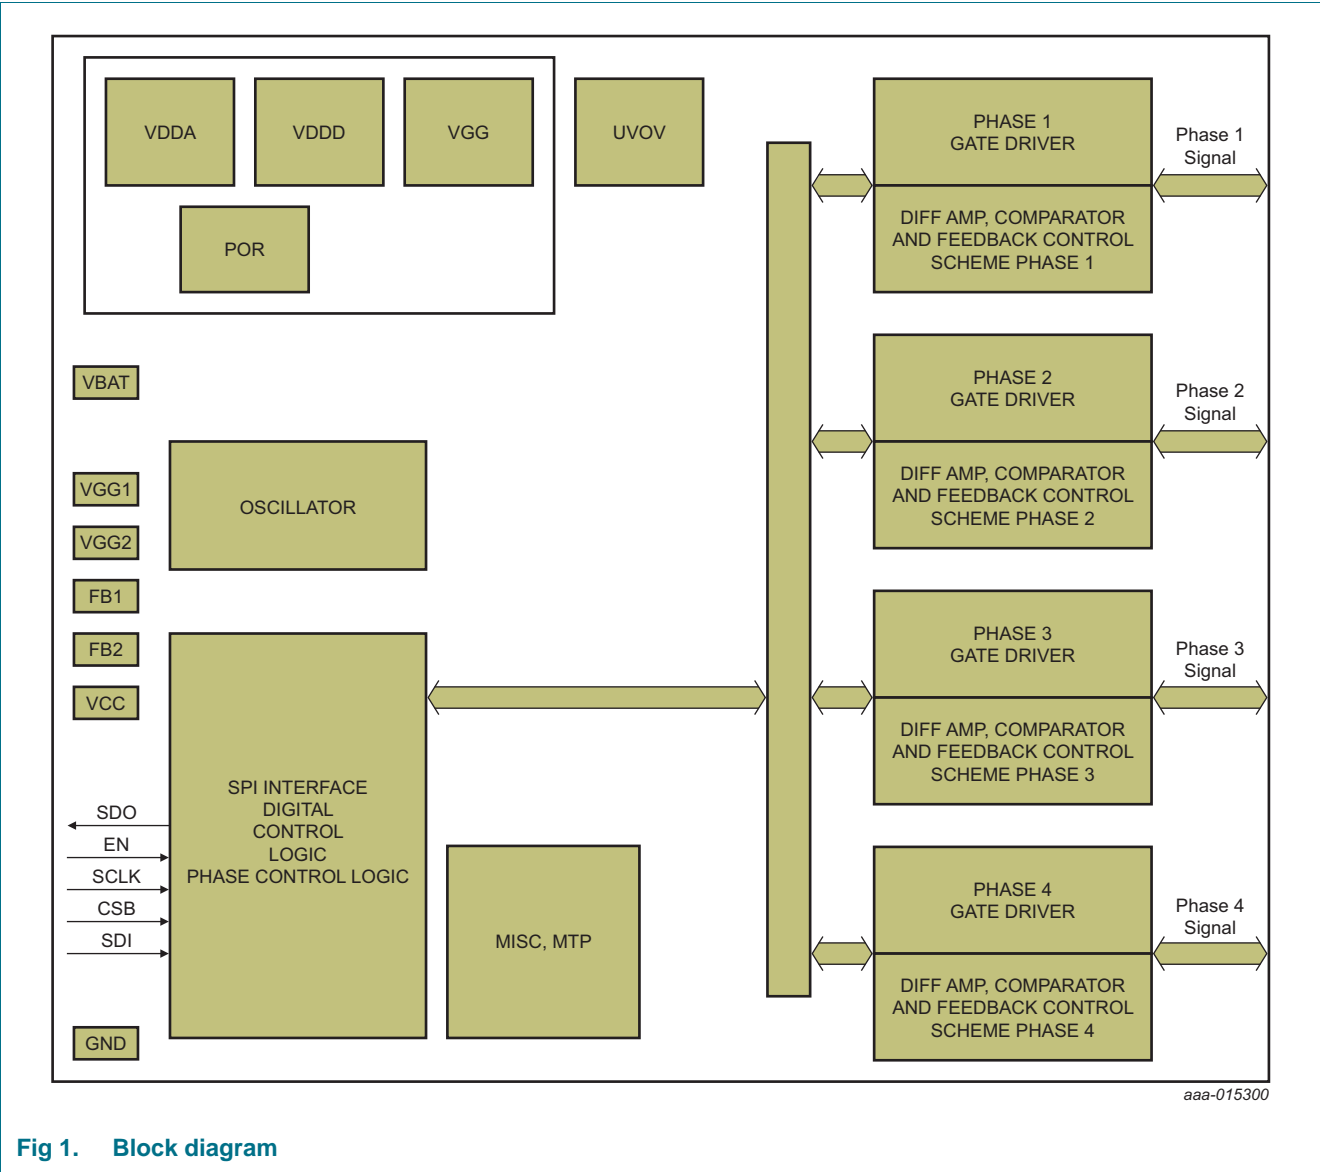 VDDA
VDDD
VGG
UVOV
POR
VBAT
VGG1
VGG2
FB1
FB2
VCC
OSCILLATOR
SPI INTERFACE
DIGITAL
CONTROL
LOGIC
PHASE CONTROL LOGIC
SDO
EN
SCLK
CSB
SDI
GND
MISC, MTP
PHASE 1
GATE DRIVER
DIFF AMP, COMPARATOR
AND FEEDBACK CONTROL
SCHEME PHASE 1
Phase 1
Signal
PHASE 2
GATE DRIVER
DIFF AMP, COMPARATOR
AND FEEDBACK CONTROL
SCHEME PHASE 2
Phase 2
Signal
PHASE 3
GATE DRIVER
DIFF AMP, COMPARATOR
AND FEEDBACK CONTROL
SCHEME PHASE 3
Phase 3
Signal
PHASE 4
GATE DRIVER
DIFF AMP, COMPARATOR
AND FEEDBACK CONTROL
SCHEME PHASE 4
Phase 4
Signal
aaa-015300
Fig 1. Block diagram